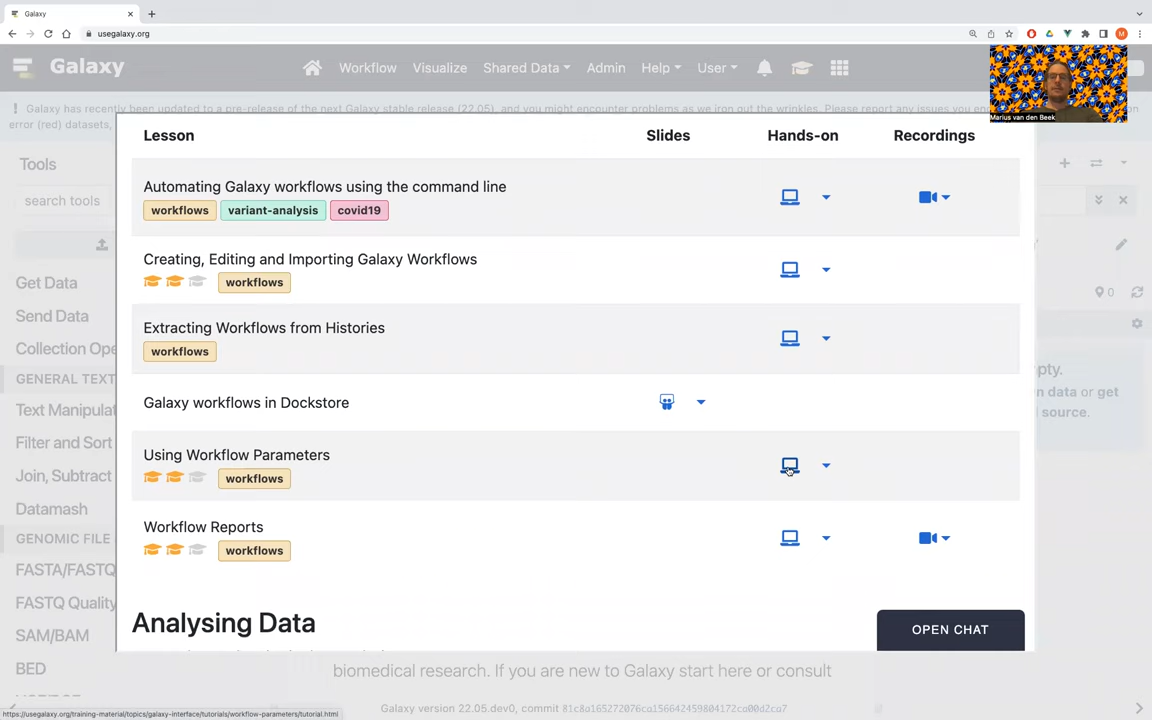 Galaxy
usegalaxy.org
M
Galaxy
Workflow
Visualize
Shared Data
Admin
Help
User
Marius van den Beek
Galaxy has recently been updated to a pre-release of the next Galaxy stable release (22.05), and you might encounter problems as we iron out the wrinkles. Please report any issues you en
error (red) datasets,
Tools
search tools
Get Data
Send Data
Collection Ope
GENERAL TEXT
Text Manipulat
Filter and Sort
Join, Subtract
Datamash
GENOMIC FILE
FASTA/FASTQ
FASTQ Quality
SAM/BAM
BED
Lesson
Slides
Hands-on
Recordings
Automating Galaxy workflows using the command line
workflows
variant-analysis
covid19
Creating, Editing and Importing Galaxy Workflows
workflows
Extracting Workflows from Histories
workflows
Galaxy workflows in Dockstore
Using Workflow Parameters
workflows
Workflow Reports
workflows
Analysing Data
OPEN CHAT
0
pty.
n data or get
l source.
biomedical research. If you are new to Galaxy start here or consult
Galaxy version 22.05.dev0, commit 81c8a165272076ca156642459804172ca00d2ca7
https://usegalaxy.org/training-material/topics/galaxy-interface/tutorials/workflow-parameters/tutorial.html